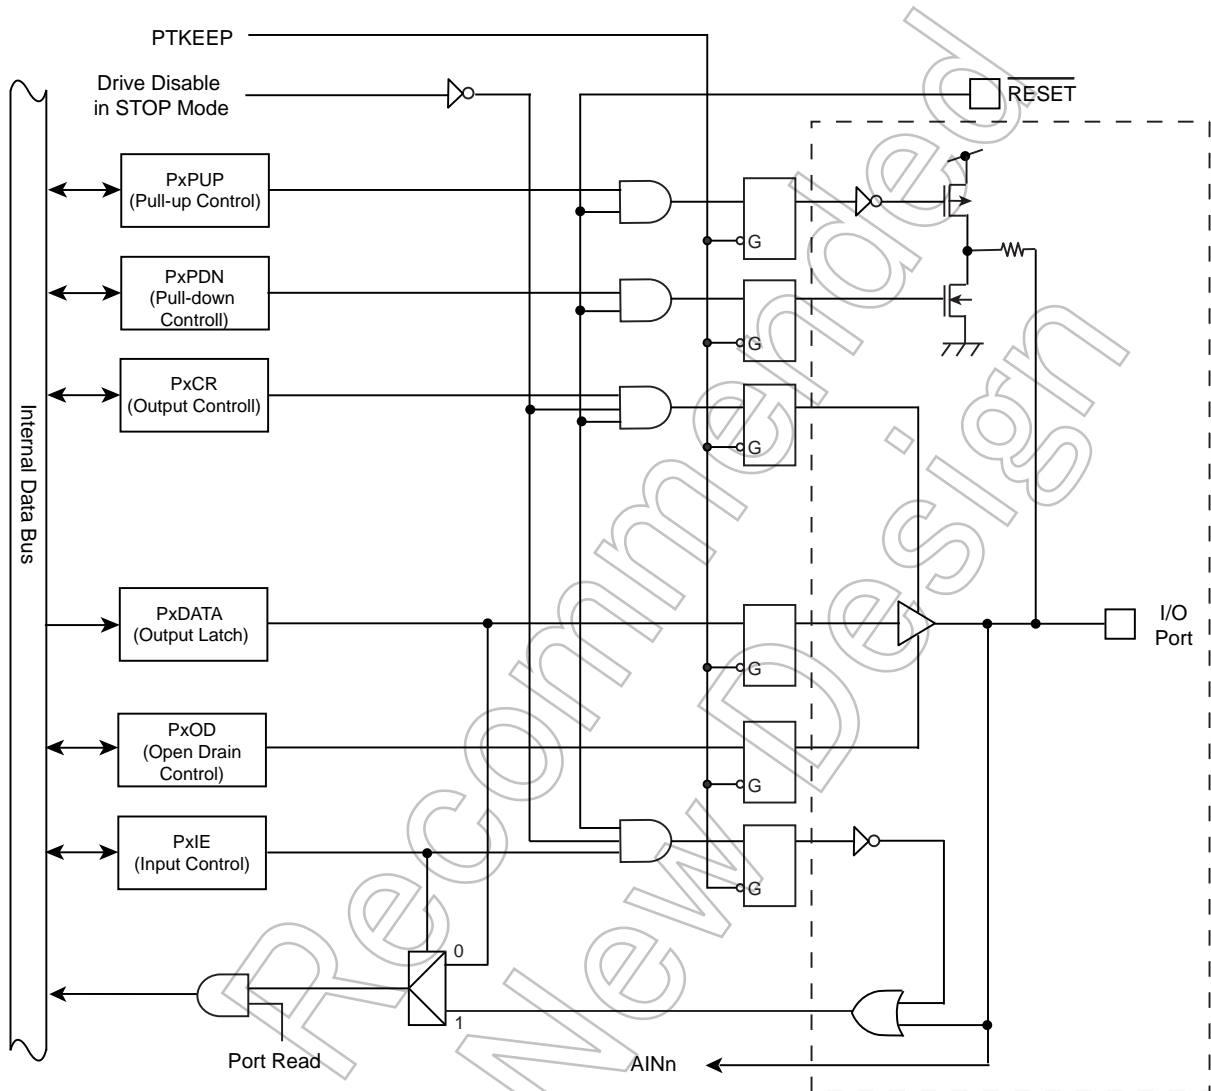 PTKEEP
Drive Disable
in STOP Mode
RESET
PxPUP
(Pull-up Control)
G
PxPDN
(Pull-down
Controll)
G
PxCR
(Output Controll)
G
Internal Data Bus
PxDATA
(Output Latch)
G
I/O
Port
PxOD
(Open Drain
Control)
G
PxIE
(Input Control)
G
0
1
Port Read
AINn
Recommended
New Design